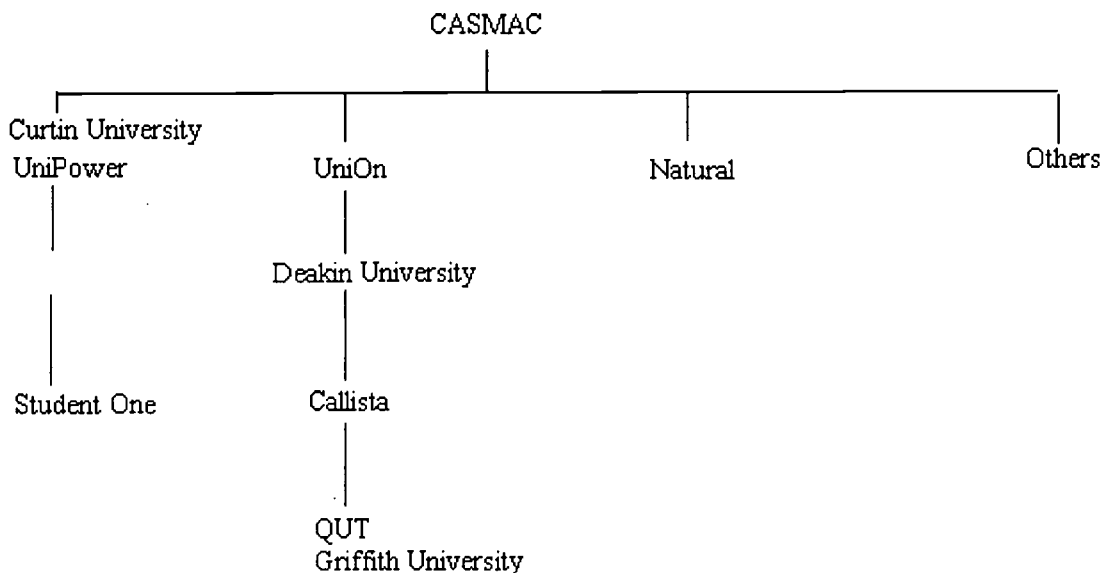 CASMAC
Curtin University
UniPower
UniOn
Natural
Others
Deakin University
Student One
Callista
QUT
Griffith University